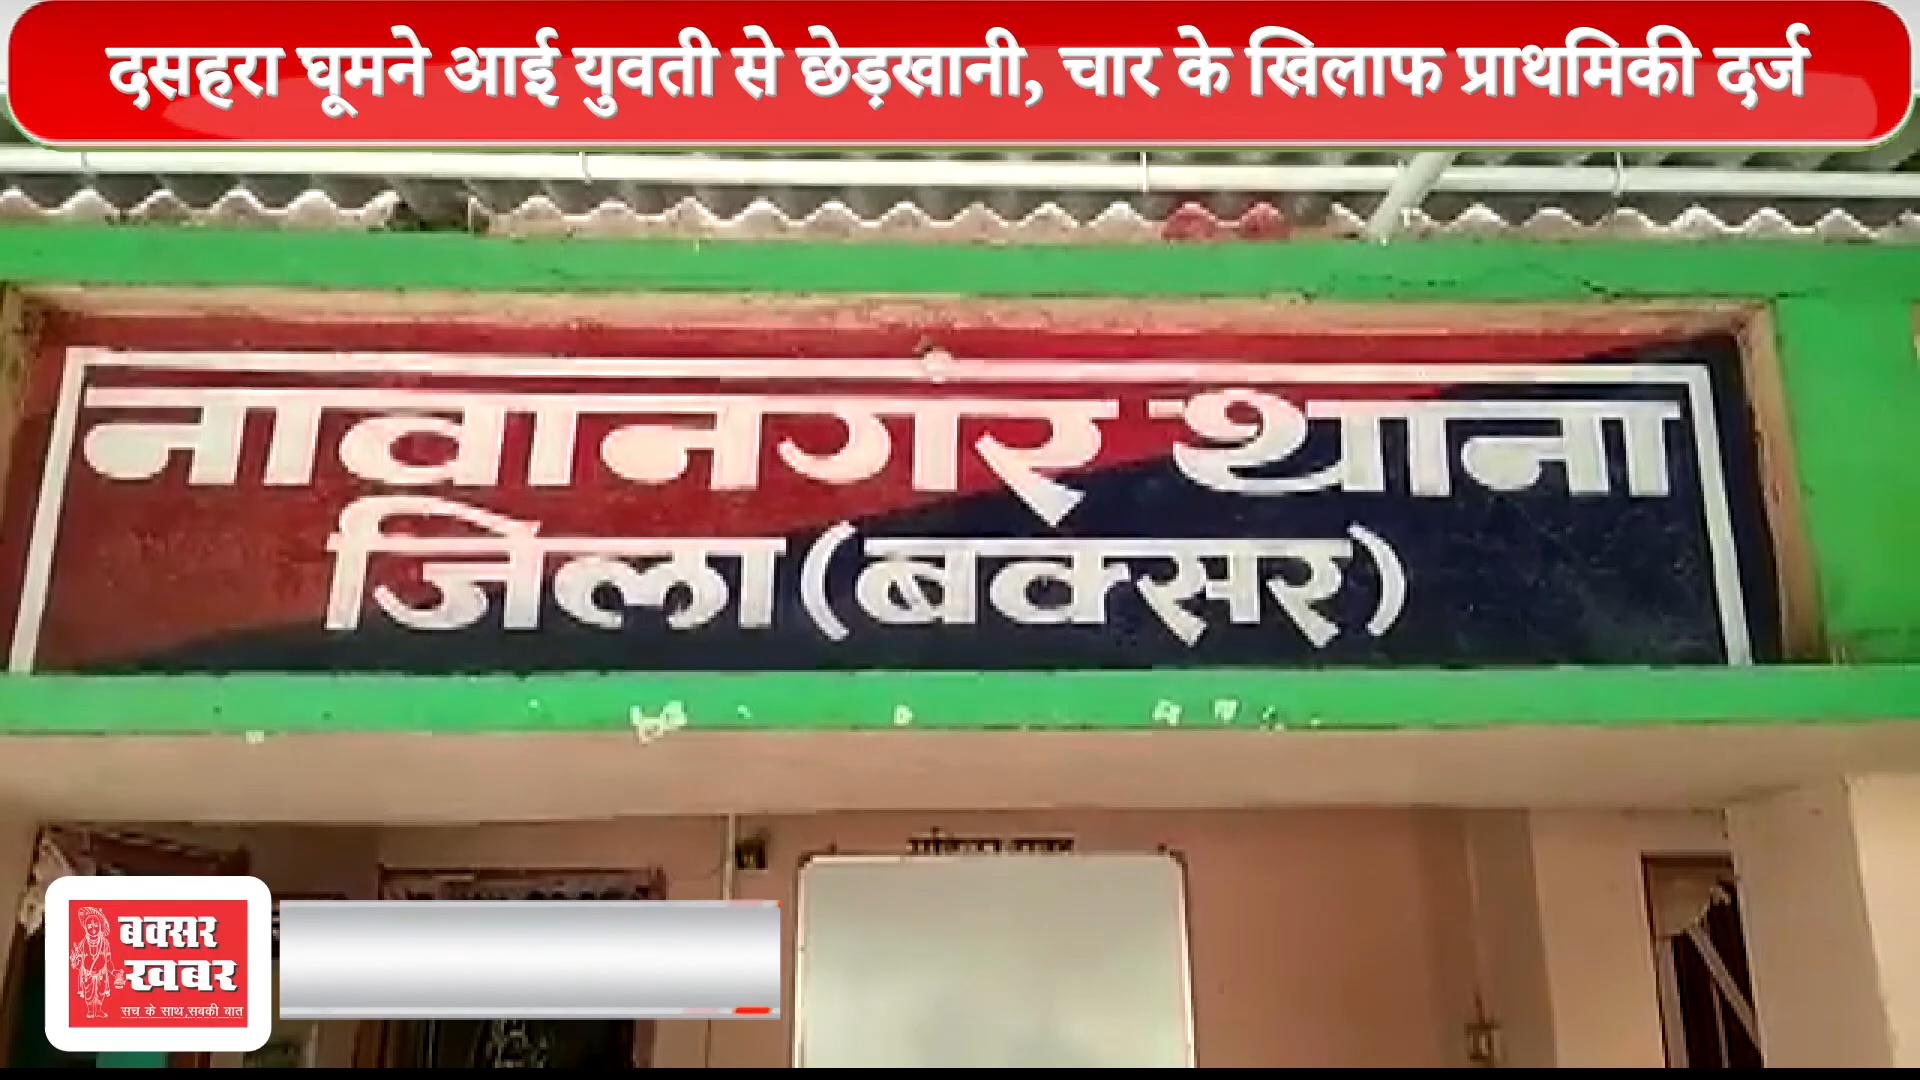 दसहरा घूमने आई युवती से छेड़खानी, चार के खिलाफ प्राथमिकी दर्ज
नावानगर थाना
जिला(बक्सर)
बक्सर
खबर
सच के साथ,सबकी बात